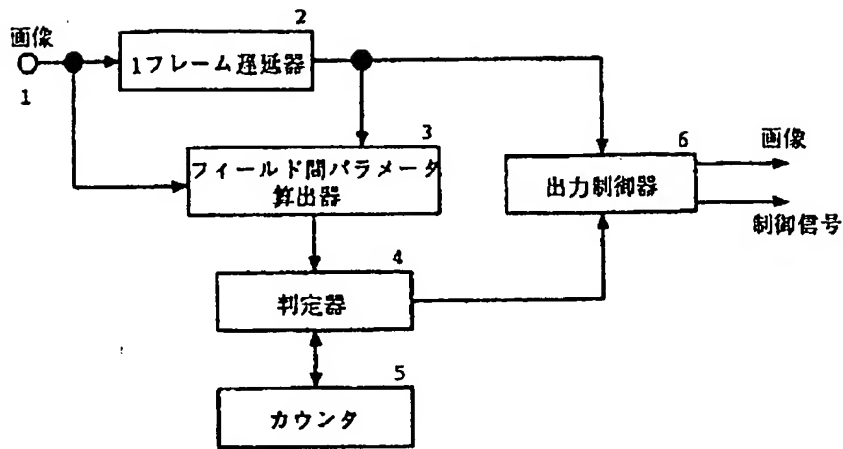 画像
1
2
1フレーム遅延器
3
フィールド間パラメータ
算出器
6
出力制御器
画像
制御信号
4
判定器
5
カウンタ